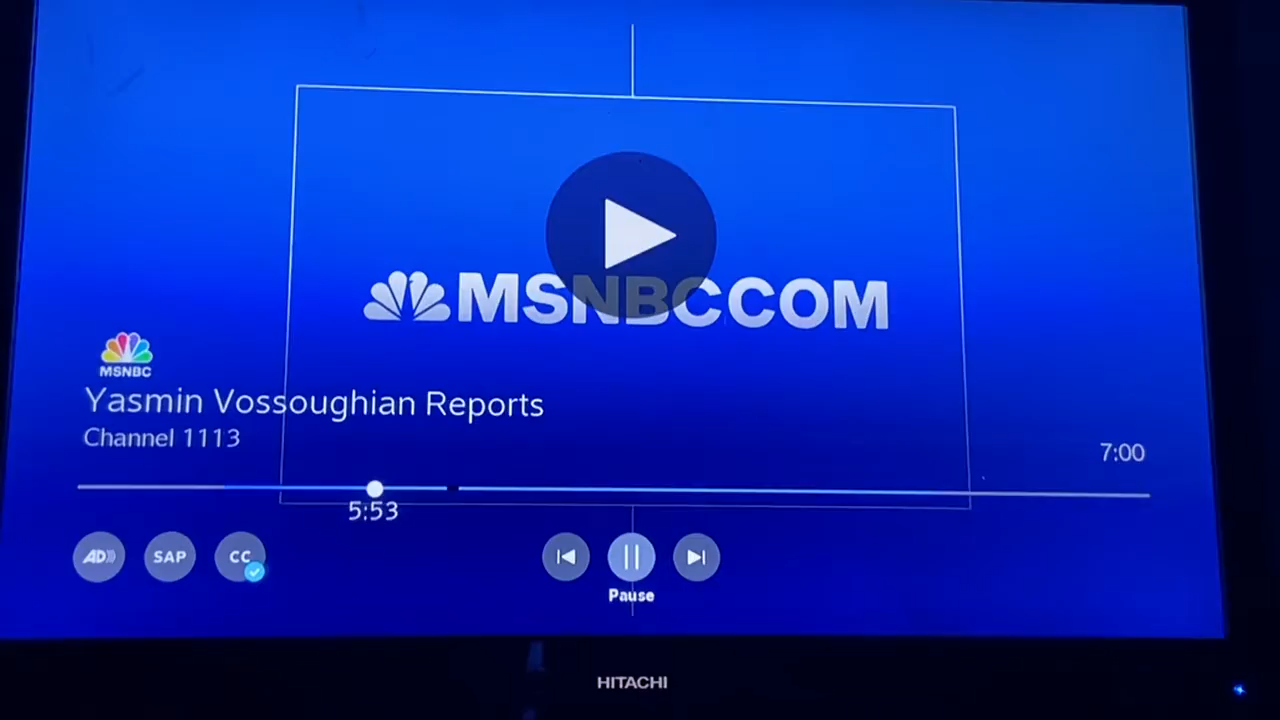 MSNBCCOM
MSNBC
Yasmin Vossoughian Reports
Channel 1113
7:00
5:53
AD
SAP
CC
Pause
HITACHI